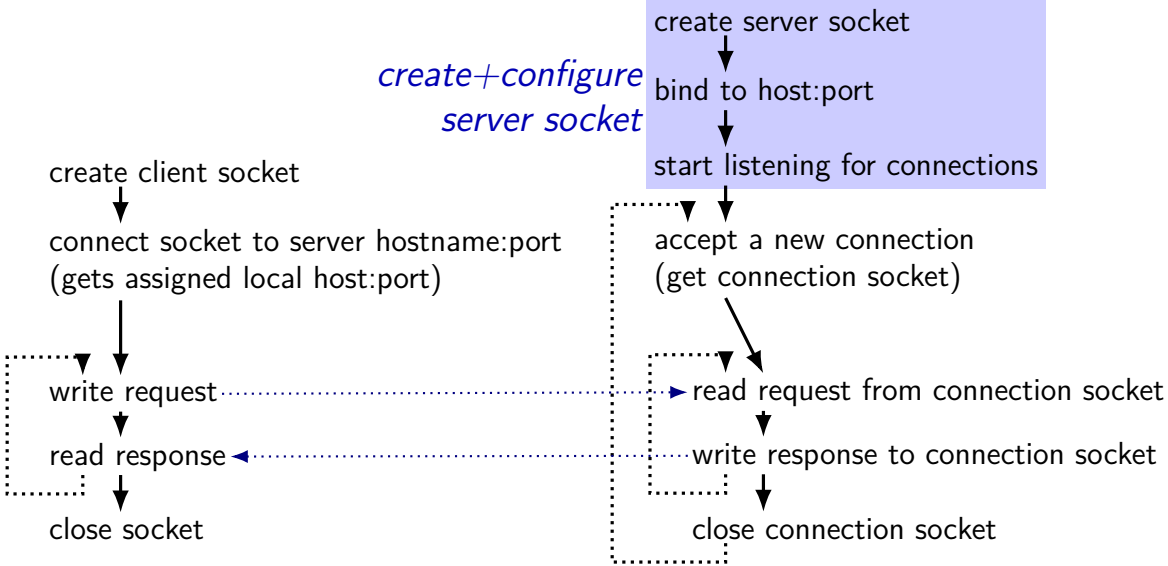 create server socket
create+configure
server socket
bind to host:port
start listening for connections
create client socket
connect socket to server hostname:port
(gets assigned local host:port)
accept a new connection
(get connection socket)
write request
read request from connection socket
read response
write response to connection socket
close socket
close connection socket